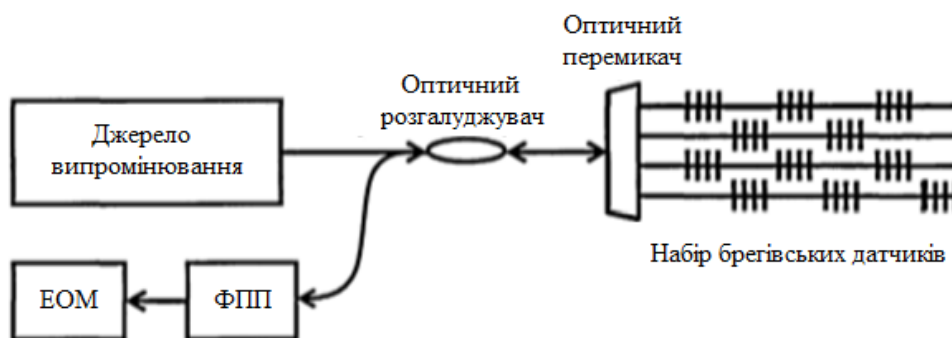 Оптичний
перемикач
Оптичний
розгалуджувач
Джерело
випромінювання
Набір брегівських датчиків
ЕОМ
ФПП